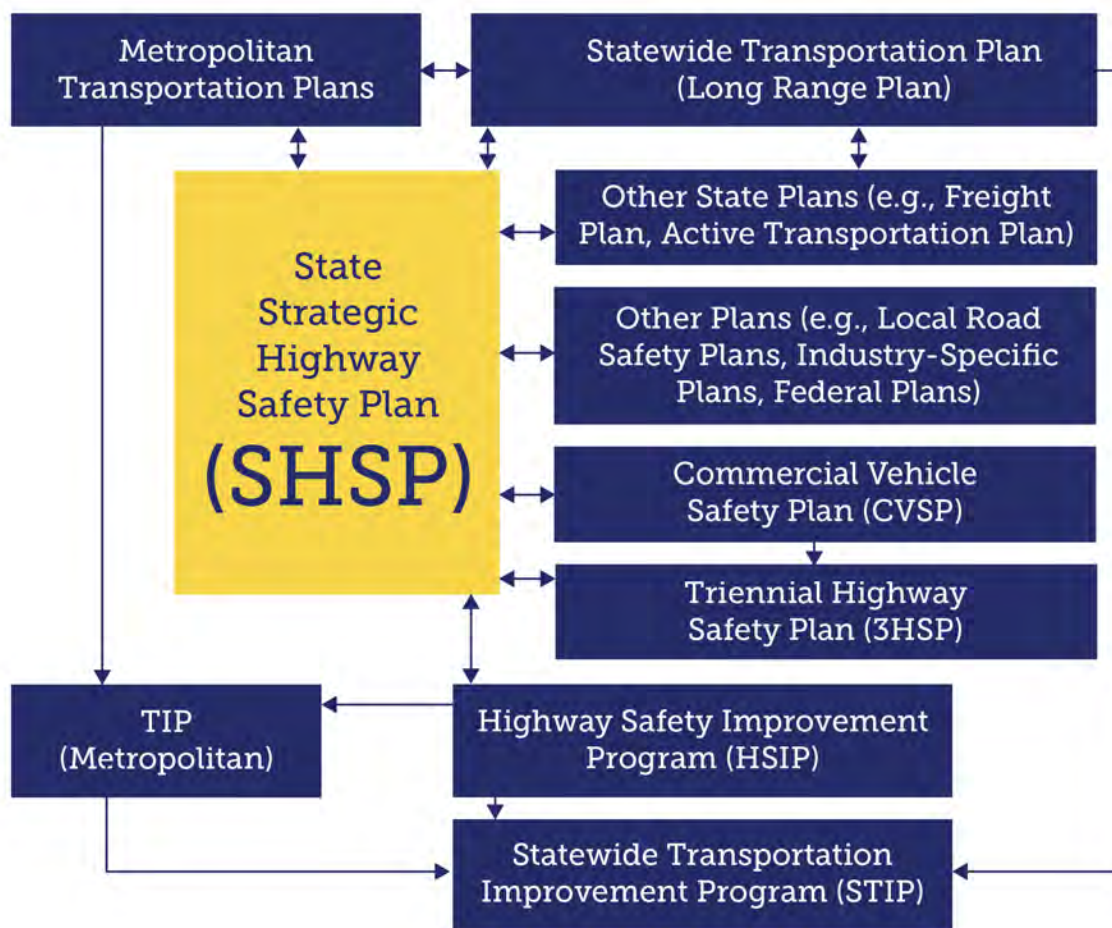 Metropolitan
Transportation Plans
Statewide Transportation Plan
(Long Range Plan)
State
Strategic
Highway
Safety Plan
(SHSP)
Other State Plans (e.g., Freight
Plan, Active Transportation Plan)
Other Plans (e.g., Local Road
Safety Plans, Industry-Specific
Plans, Federal Plans)
Commercial Vehicle
Safety Plan (CVSP)
Triennial Highway
Safety Plan (3HSP)
TIP
(Metropolitan)
Highway Safety Improvement
Program (HSIP)
Statewide Transportation
Improvement Program (STIP)